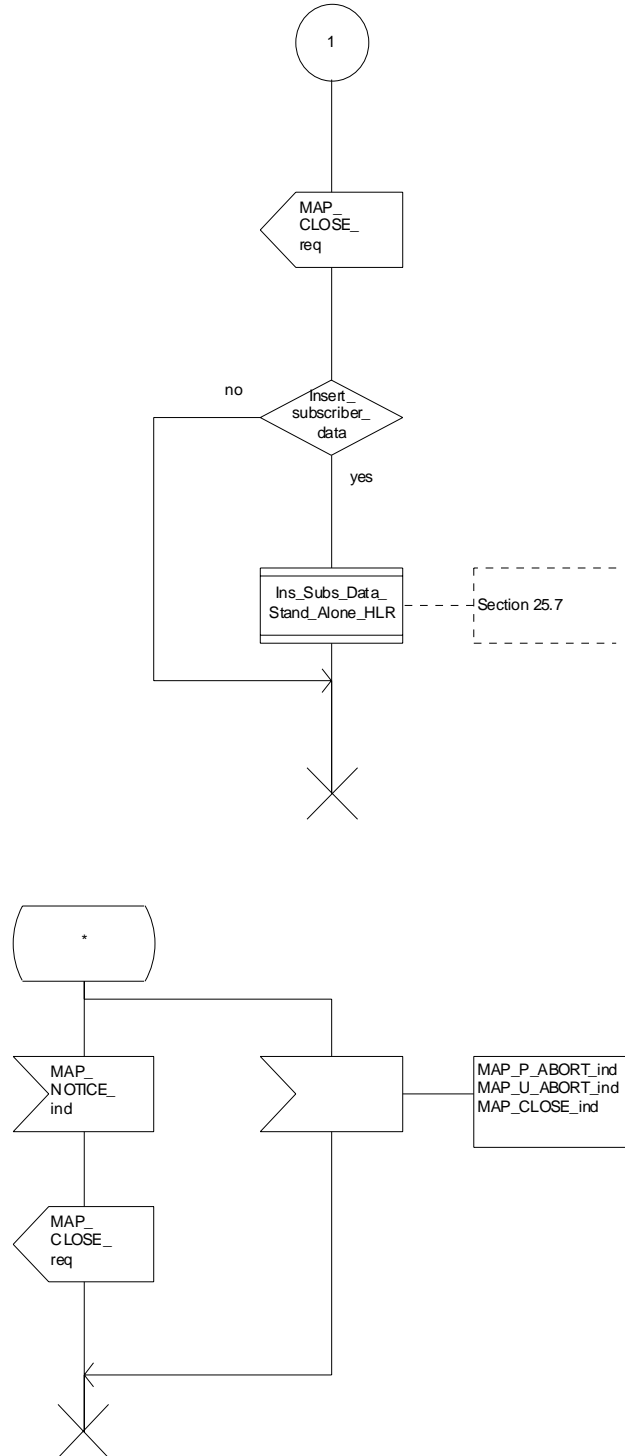 1
MAP_
CLOSE_
req
no
Insert_
subscriber_
data
yes
Ins_Subs_Data_
Stand_Alone_HLR
Section 25.7
*
MAP_
NOTICE_
ind
MAP_P_ABORT_ind
MAP_U_ABORT_ind
MAP_CLOSE_ind
MAP_
CLOSE_
req